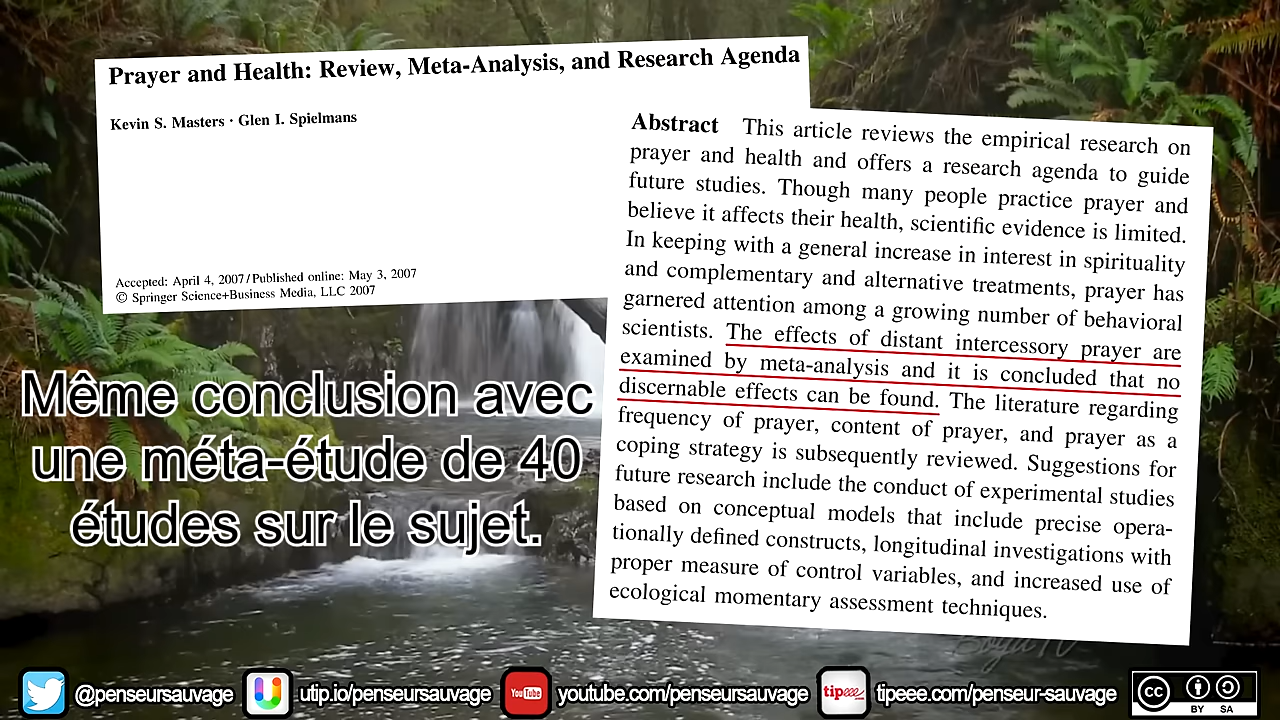 Prayer and Health: Review, Meta-Analysis, and Research Agenda
Kevin S. Masters · Glen I. Spielmans
Accepted: April 4, 2007 / Published online: May 3, 2007
© Springer Science+Business Media, LLC 2007
Abstract This article reviews the empirical research on
prayer and health and offers a research agenda to guide
future studies. Though many people practice prayer and
believe it affects their health, scientific evidence is limited.
In keeping with a general increase in interest in spirituality
and complementary and alternative treatments, prayer has
garnered attention among a growing number of behavioral
scientists. The effects of distant intercessory prayer are
examined by meta-analysis and it is concluded that no
discernable effects can be found. The literature regarding
frequency of prayer, content of prayer, and prayer as a
coping strategy is subsequently reviewed. Suggestions for
future research include the conduct of experimental studies
based on conceptual models that include precise opera-
tionally defined constructs, longitudinal investigations with
proper measure of control variables, and increased use of
ecological momentary assessment techniques.
Même conclusion avec
une méta-étude de 40
études sur le sujet.
@penseursauvage
utip.io/penseursauvage
YouTube
youtube.com/penseursauvage
tipeee
tipeee.com/penseur-sauvage
cc
BY SA